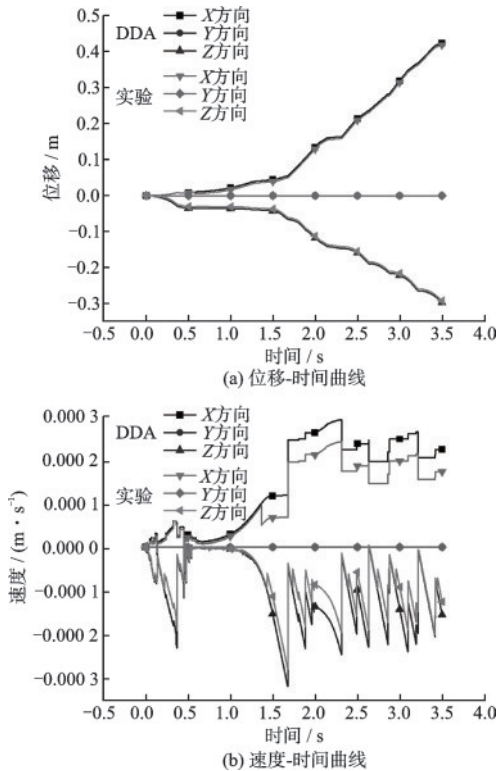 0.5
0.4
0.3
0.2
0.1
0.0
−0.1
−0.2
−0.3
位移 / m
DDA
X方向
Y方向
Z方向
实验
X方向
Y方向
Z方向
−0.5 0.0 0.5 1.0 1.5 2.0 2.5 3.0 3.5 4.0
时间 / s
(a) 位移-时间曲线
0.000 3
0.000 2
0.000 1
0.000 0
−0.000 1
−0.000 2
−0.000 3
速度 / (m · s⁻¹)
DDA
X方向
Y方向
Z方向
实验
X方向
Y方向
Z方向
−0.5 0.0 0.5 1.0 1.5 2.0 2.5 3.0 3.5 4.0
时间 / s
(b) 速度-时间曲线